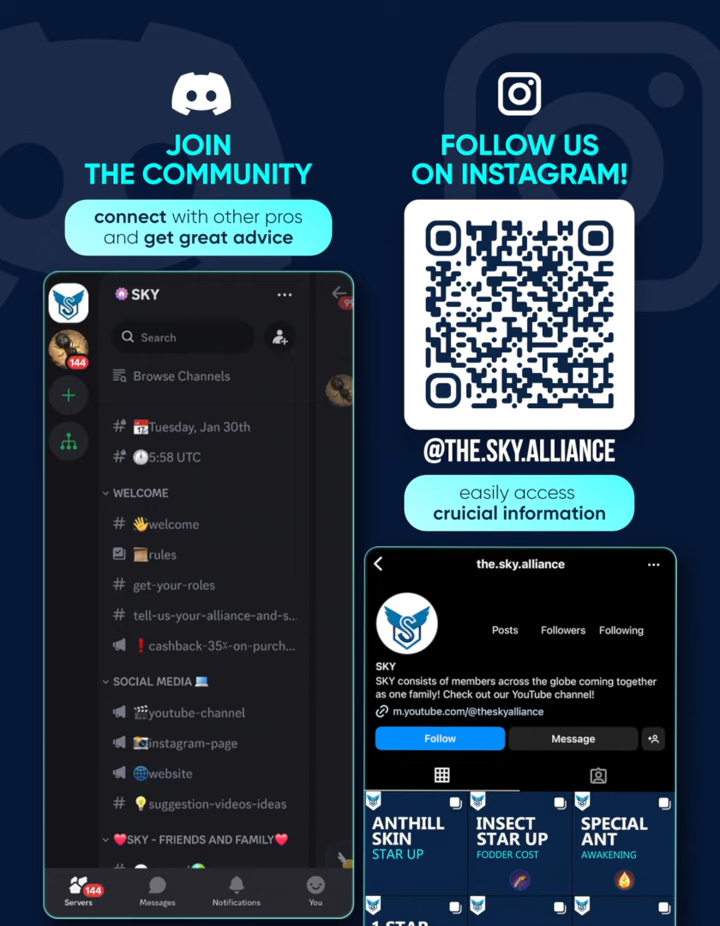 JOIN
THE COMMUNITY
connect with other pros
and get great advice
SKY
Search
Browse Channels
Tuesday, Jan 30th
5:58 UTC
WELCOME
welcome
rules
get-your-roles
tell-us-your-alliance-and-s...
cashback-35%-on-purch...
SOCIAL MEDIA
youtube-channel
instagram-page
website
suggestion-videos-ideas
SKY - FRIENDS AND FAMILY
144
144
Servers
Messages
Notifications
You
FOLLOW US
ON INSTAGRAM!
@THE.SKY.ALLIANCE
easily access
cruicial information
the.sky.alliance
Posts Followers Following
SKY
SKY consists of members across the globe coming together
as one family! Check out our YouTube channel!
m.youtube.com/@theskyalliance
Follow
Message
ANTHILL
SKIN
STAR UP
INSECT
STAR UP
FODDER COST
SPECIAL
ANT
AWAKENING